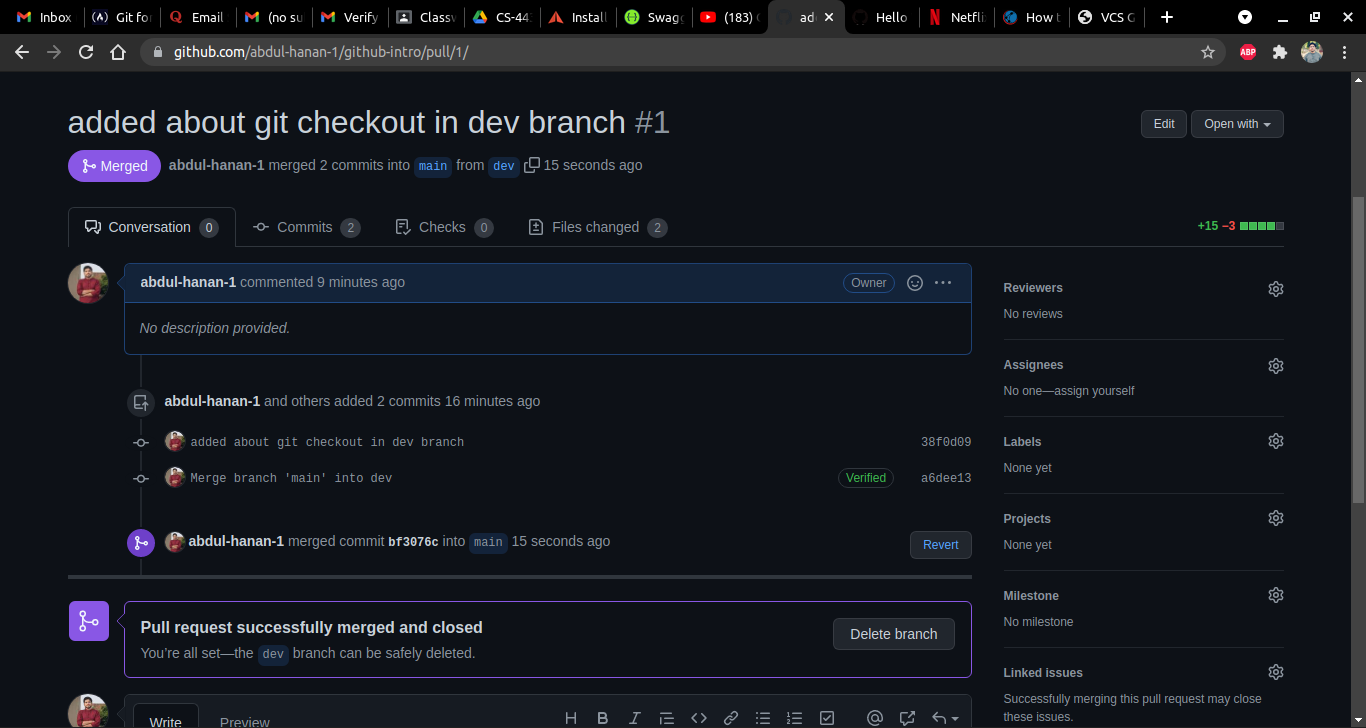 Inbox
Git for
Email
(no su
Verify
Classw
CS-44
Install
Swagg
(183)
ad
Hello
Netfli
How t
VCS G
github.com/abdul-hanan-1/github-intro/pull/1/
ABP
added about git checkout in dev branch #1
Edit
Open with
Merged
abdul-hanan-1 merged 2 commits into main from dev 15 seconds ago
Conversation 0
Commits 2
Checks 0
Files changed 2
+15 −3
abdul-hanan-1 commented 9 minutes ago
Owner
No description provided.
abdul-hanan-1 and others added 2 commits 16 minutes ago
added about git checkout in dev branch
38f0d09
Merge branch 'main' into dev
Verified
a6dee13
abdul-hanan-1 merged commit bf3076c into main 15 seconds ago
Revert
Pull request successfully merged and closed
You're all set—the dev branch can be safely deleted.
Delete branch
Write
Preview
Reviewers
No reviews
Assignees
No one—assign yourself
Labels
None yet
Projects
None yet
Milestone
No milestone
Linked issues
Successfully merging this pull request may close
these issues.